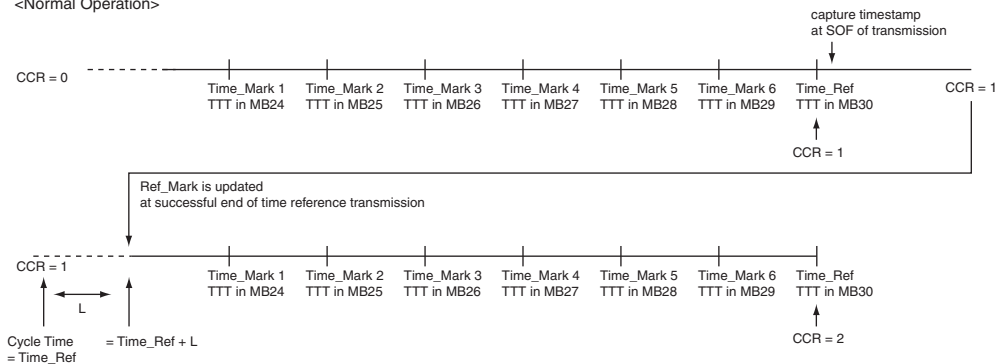 <Normal Operation>
capture timestamp
at SOF of transmission
CCR = 0
Time_Mark 1
TTT in MB24
Time_Mark 2
TTT in MB25
Time_Mark 3
TTT in MB26
Time_Mark 4
TTT in MB27
Time_Mark 5
TTT in MB28
Time_Mark 6
TTT in MB29
Time_Ref
TTT in MB30
CCR = 1
CCR = 1
Ref_Mark is updated
at successful end of time reference transmission
CCR = 1
Time_Mark 1
TTT in MB24
Time_Mark 2
TTT in MB25
Time_Mark 3
TTT in MB26
Time_Mark 4
TTT in MB27
Time_Mark 5
TTT in MB28
Time_Mark 6
TTT in MB29
Time_Ref
TTT in MB30
L
Cycle Time
= Time_Ref
= Time_Ref + L
CCR = 2